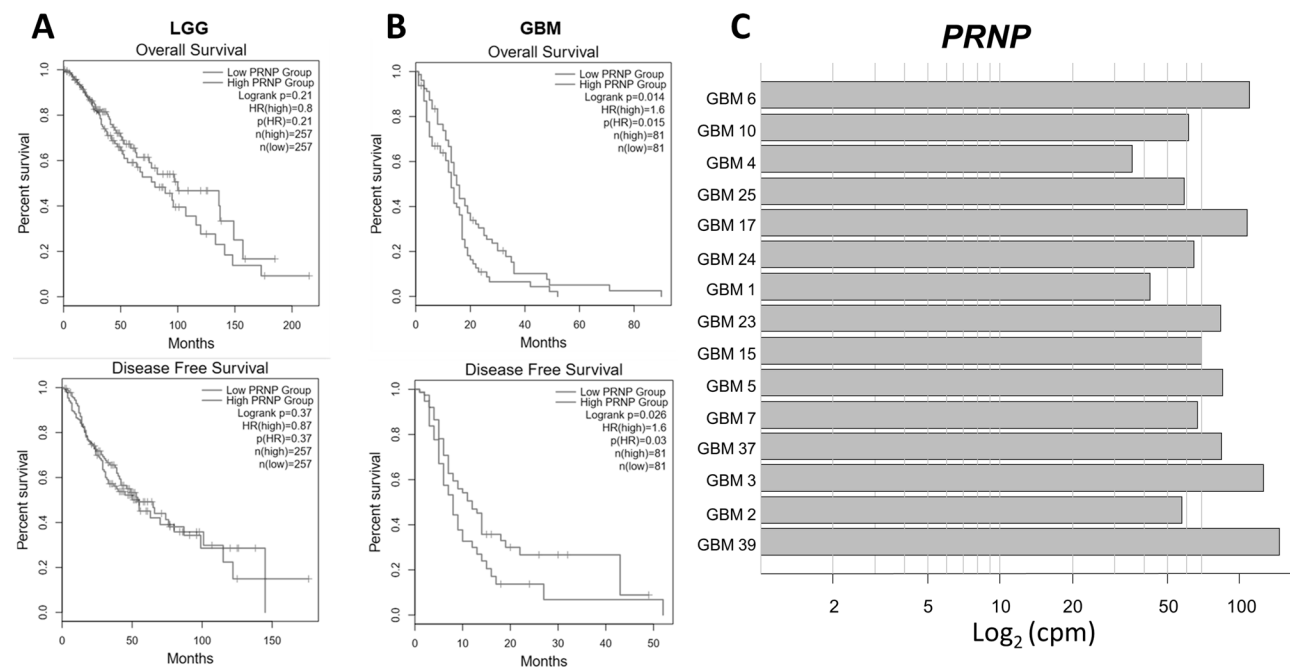 A
LGG
Overall Survival
Low PRNP Group
High PRNP Group
Logrank p=0.21
HR(high)=0.8
p(HR)=0.21
n(high)=257
n(low)=257
Percent survival
1.0
0.8
0.6
0.4
0.2
0.0
0 50 100 150 200
Months
Disease Free Survival
Low PRNP Group
High PRNP Group
Logrank p=0.37
HR(high)=0.87
p(HR)=0.37
n(high)=257
n(low)=257
Percent survival
1.0
0.8
0.6
0.4
0.2
0.0
0 50 100 150
Months
B
GBM
Overall Survival
Low PRNP Group
High PRNP Group
Logrank p=0.014
HR(high)=1.6
p(HR)=0.015
n(high)=81
n(low)=81
Percent survival
1.0
0.8
0.6
0.4
0.2
0.0
0 20 40 60 80
Months
Disease Free Survival
Low PRNP Group
High PRNP Group
Logrank p=0.026
HR(high)=1.6
p(HR)=0.03
n(high)=81
n(low)=81
Percent survival
1.0
0.8
0.6
0.4
0.2
0.0
0 10 20 30 40 50
Months
C
PRNP
GBM 6
GBM 10
GBM 4
GBM 25
GBM 17
GBM 24
GBM 1
GBM 23
GBM 15
GBM 5
GBM 7
GBM 37
GBM 3
GBM 2
GBM 39
2 5 10 20 50 100
Log₂ (cpm)